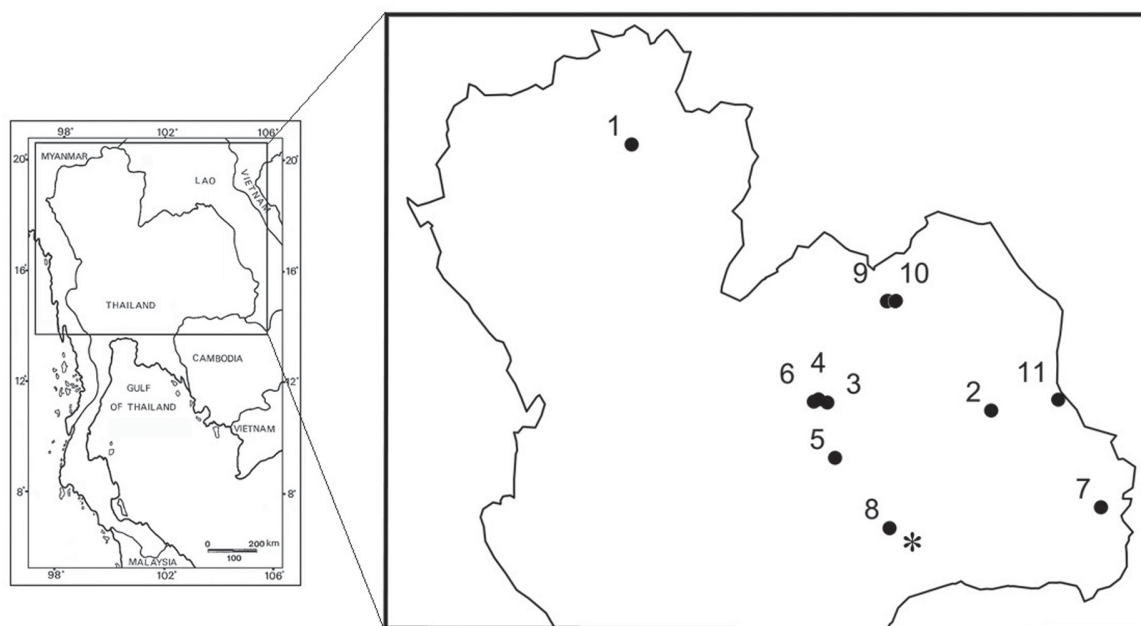 98° 102° 106°
20° MYANMAR 20°
LAO
VIETNAM
16° 16°
THAILAND
CAMBODIA
12° 12°
GULF
OF THAILAND
VIETNAM
8° 8°
0 200 km
100
MALAYSIA
98° 102° 106°
1
9 10
4
6 3
11
2
5
7
8
*